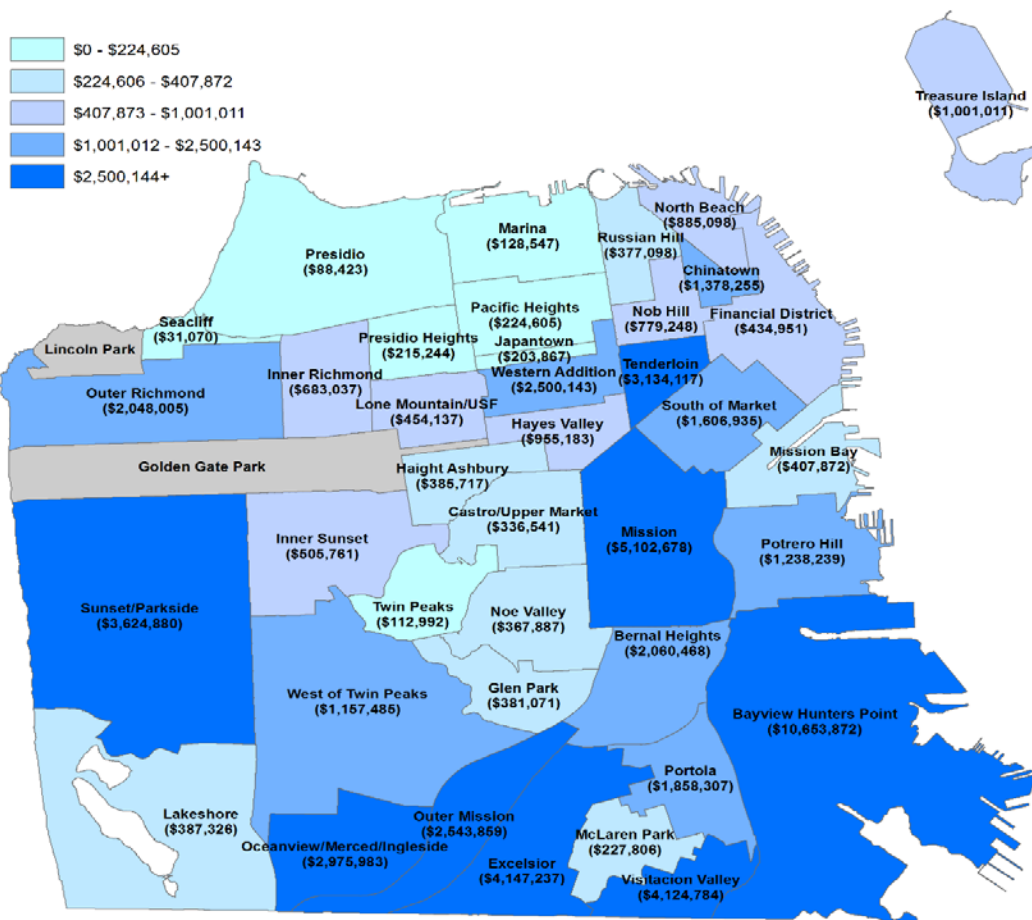 $0 - $224,605
$224,606 - $407,872
$407,873 - $1,001,011
$1,001,012 - $2,500,143
$2,500,144+
Treasure Island
($1,001,011)
North Beach
($885,098)
Marina
($128,547)
Russian Hill
($377,098)
Presidio
($88,423)
Chinatown
($1,378,255)
Pacific Heights
($224,605)
Nob Hill
($779,248)
Financial District
($434,951)
Seacliff
($31,070)
Lincoln Park
Presidio Heights
($215,244)
Japantown
($203,867)
Inner Richmond
($683,037)
Western Addition
($2,500,143)
Tenderloin
($3,134,117)
Outer Richmond
($2,048,005)
Lone Mountain/USF
($454,137)
South of Market
($1,606,935)
Hayes Valley
($955,183)
Mission Bay
($407,872)
Golden Gate Park
Haight Ashbury
($385,717)
Castro/Upper Market
($336,541)
Inner Sunset
($505,761)
Mission
($5,102,678)
Potrero Hill
($1,238,239)
Sunset/Parkside
($3,624,880)
Twin Peaks
($112,992)
Noe Valley
($367,887)
Bernal Heights
($2,060,468)
West of Twin Peaks
($1,157,485)
Glen Park
($381,071)
Bayview Hunters Point
($10,653,872)
Portola
($1,858,307)
Lakeshore
($387,326)
Outer Mission
($2,543,859)
McLaren Park
($227,806)
Oceanview/Merced/Ingleside
($2,975,983)
Excelsior
($4,147,237)
Visitacion Valley
($4,124,784)